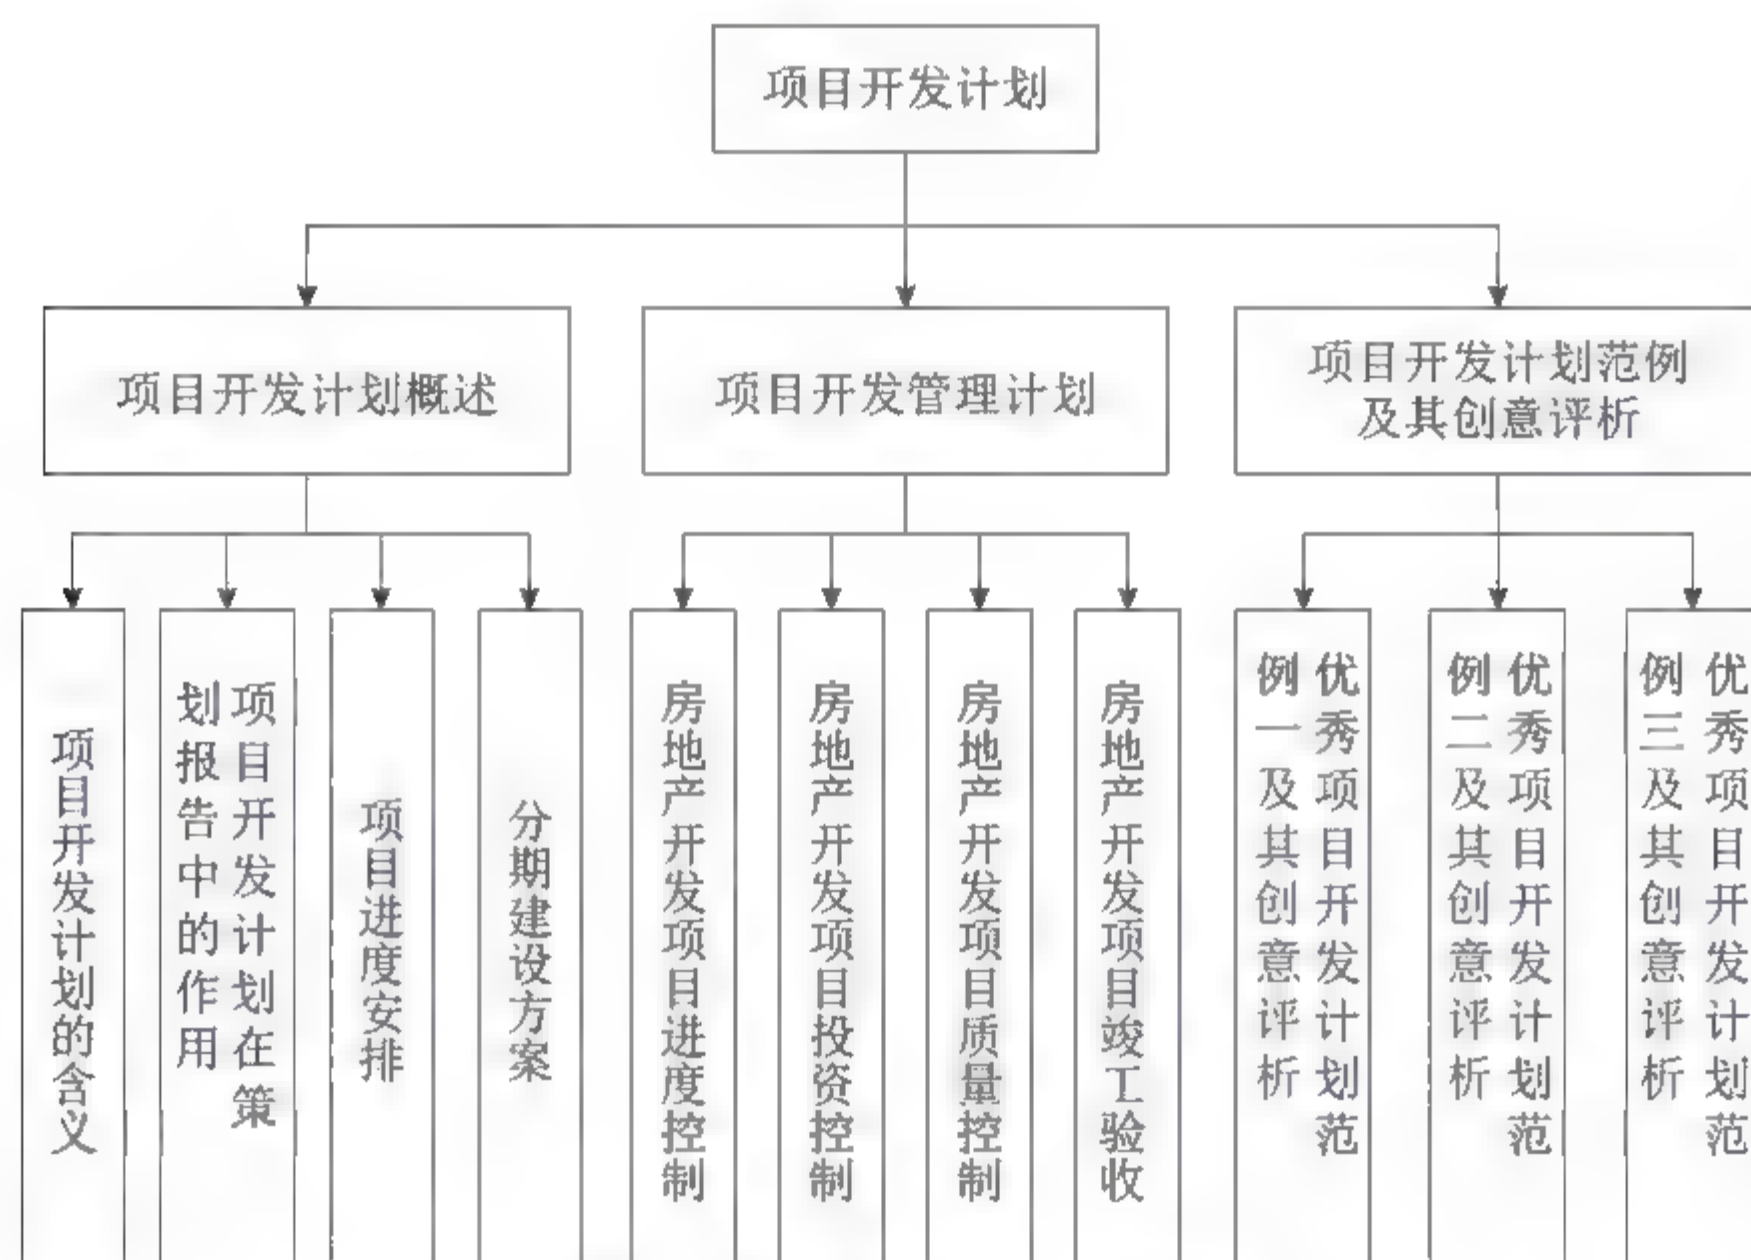 项目开发计划
项目开发计划概述
项目开发管理计划
项目开发计划范例
及其创意评析
项目开发计划的含义
项目开发计划在策
划报告中的作用
项目进度安排
分期建设方案
房地产开发项目进度控制
房地产开发项目投资控制
房地产开发项目质量控制
房地产开发项目竣工验收
优秀项目开发计划范
例一及其创意评析
优秀项目开发计划范
例二及其创意评析
优秀项目开发计划范
例三及其创意评析